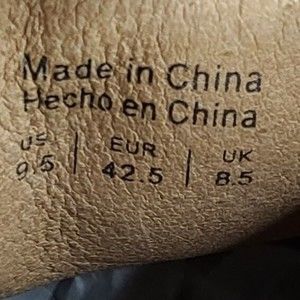 Made in China
Hecho en China
US | EUR | UK
9.5 | 42.5 | 8.5